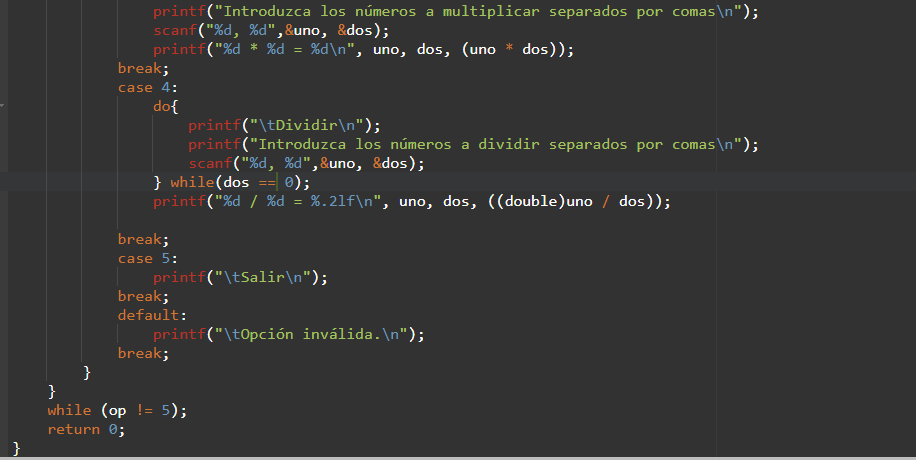 printf("Introduzca los números a multiplicar separados por comas\n");
scanf("%d, %d",&uno, &dos);
printf("%d * %d = %d\n", uno, dos, (uno * dos));
break;
case 4:
do{
printf("\tDividir\n");
printf("Introduzca los números a dividir separados por comas\n");
scanf("%d, %d",&uno, &dos);
} while(dos == 0);
printf("%d / %d = %.2lf\n", uno, dos, ((double)uno / dos));
break;
case 5:
printf("\tSalir\n");
break;
default:
printf("\tOpción inválida.\n");
break;
}
}
while (op != 5);
return 0;
}